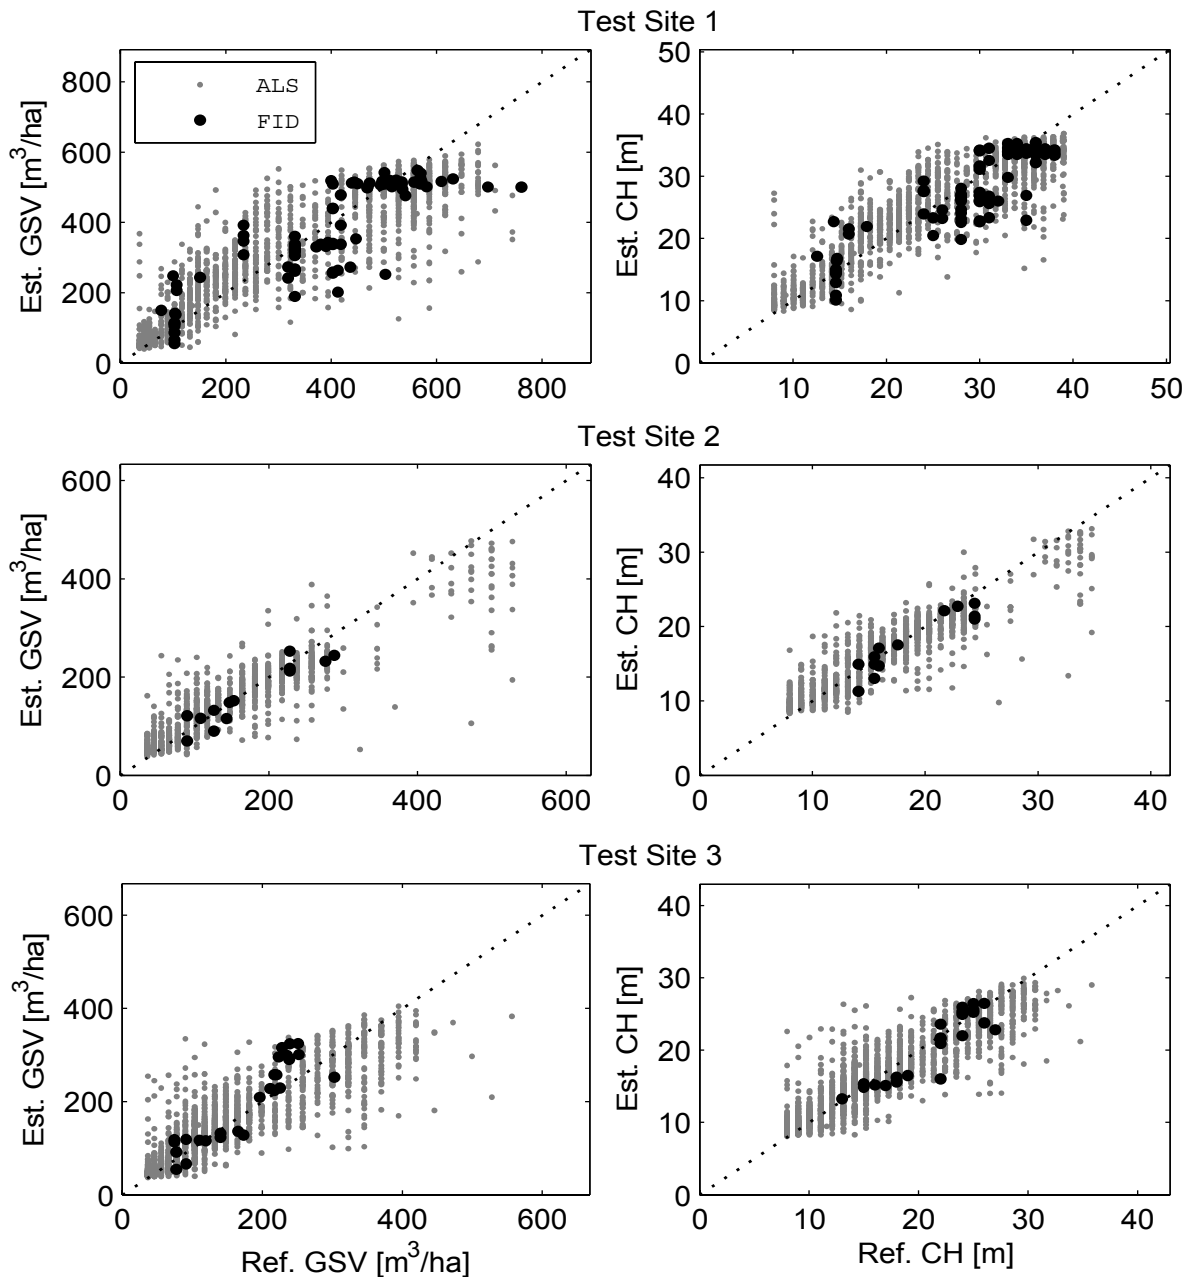 Test Site 1
Est. GSV [m³/ha]
800
600
400
200
0
0 200 400 600 800
ALS
FID
Est. CH [m]
50
40
30
20
10
0
10 20 30 40 50
Test Site 2
Est. GSV [m³/ha]
600
400
200
0
0 200 400 600
Est. CH [m]
40
30
20
10
0
0 10 20 30 40
Test Site 3
Est. GSV [m³/ha]
600
400
200
0
0 200 400 600
Ref. GSV [m³/ha]
Est. CH [m]
40
30
20
10
0
0 10 20 30 40
Ref. CH [m]